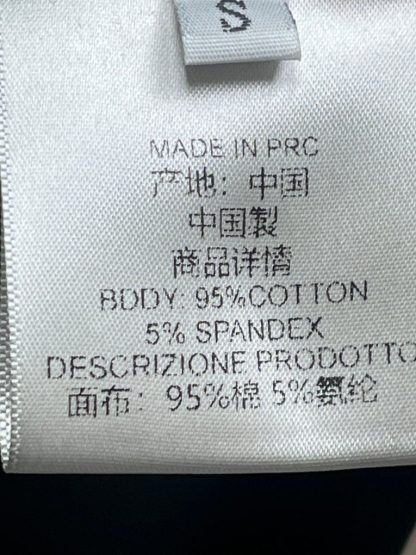 S
MADE IN PRC
产地：中国
中国製
商品详情
BDDY: 95%COTTON
5% SPANDEX
DESCRIZIONE PRODOTTO
面布：95%棉 5%氨纶